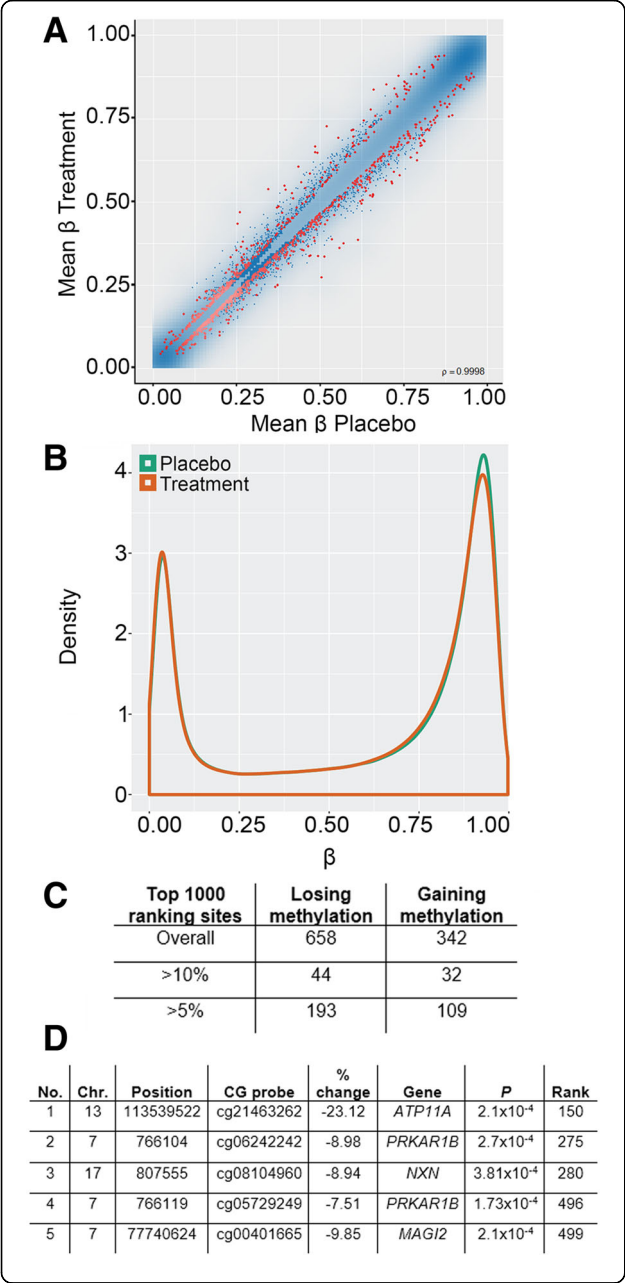 A
1.00
0.75
0.50
0.25
0.00
Mean β Treatment
ρ = 0.9998
0.00 0.25 0.50 0.75 1.00
Mean β Placebo
B
Placebo
Treatment
4
3
2
1
0
Density
0.00 0.25 0.50 0.75 1.00
β
C
Top 1000 ranking sites Losing methylation Gaining methylation
Overall 658 342
>10% 44 32
>5% 193 109
D
No. Chr. Position CG probe % change Gene P Rank
1 13 113539522 cg21463262 -23.12 ATP11A 2.1x10⁻⁴ 150
2 7 766104 cg06242242 -8.98 PRKAR1B 2.7x10⁻⁴ 275
3 17 807555 cg08104960 -8.94 NXN 3.81x10⁻⁴ 280
4 7 766119 cg05729249 -7.51 PRKAR1B 1.73x10⁻⁴ 496
5 7 77740624 cg00401665 -9.85 MAGI2 2.1x10⁻⁴ 499